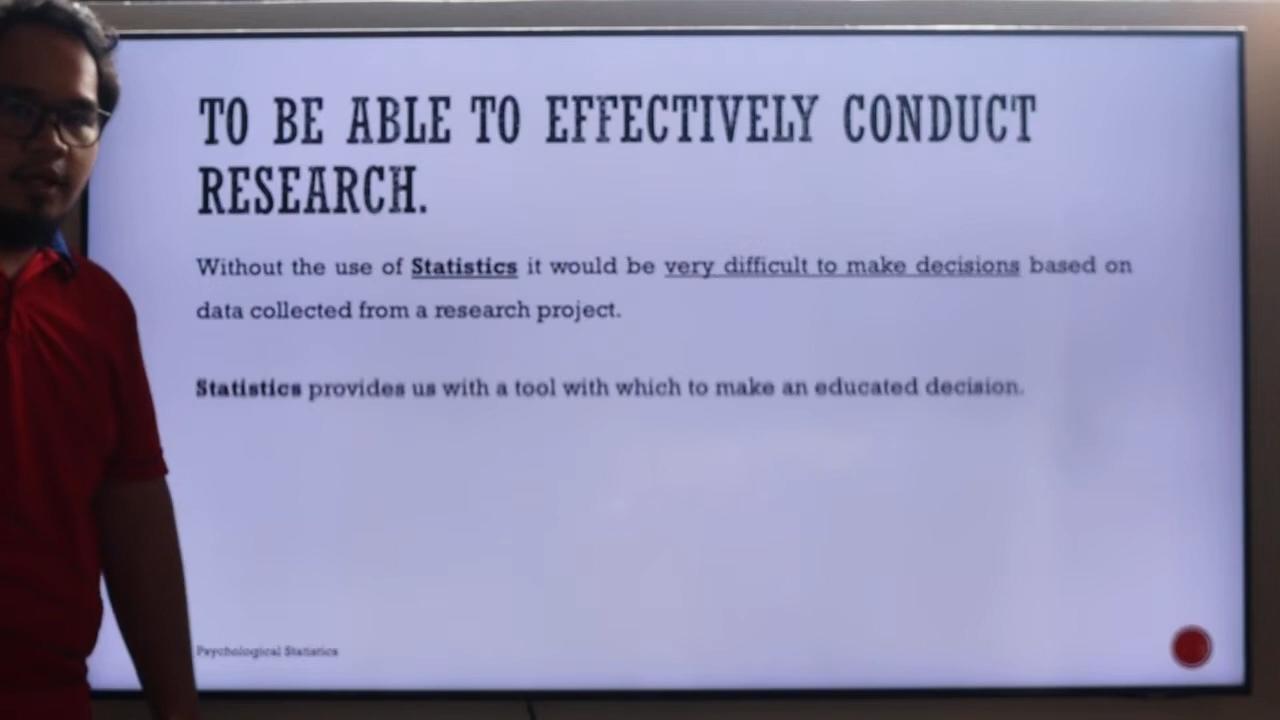 TO BE ABLE TO EFFECTIVELY CONDUCT
RESEARCH.
Without the use of Statistics it would be very difficult to make decisions based on
data collected from a research project.
Statistics provides us with a tool with which to make an educated decision.
Psychological Statistics